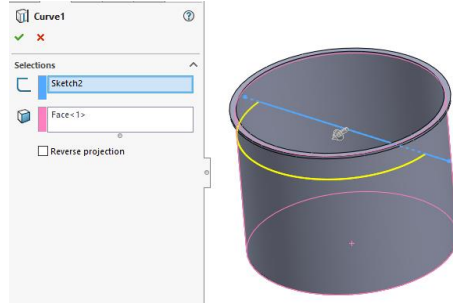 Curve1
Selections
Sketch2
Face<1>
Reverse projection